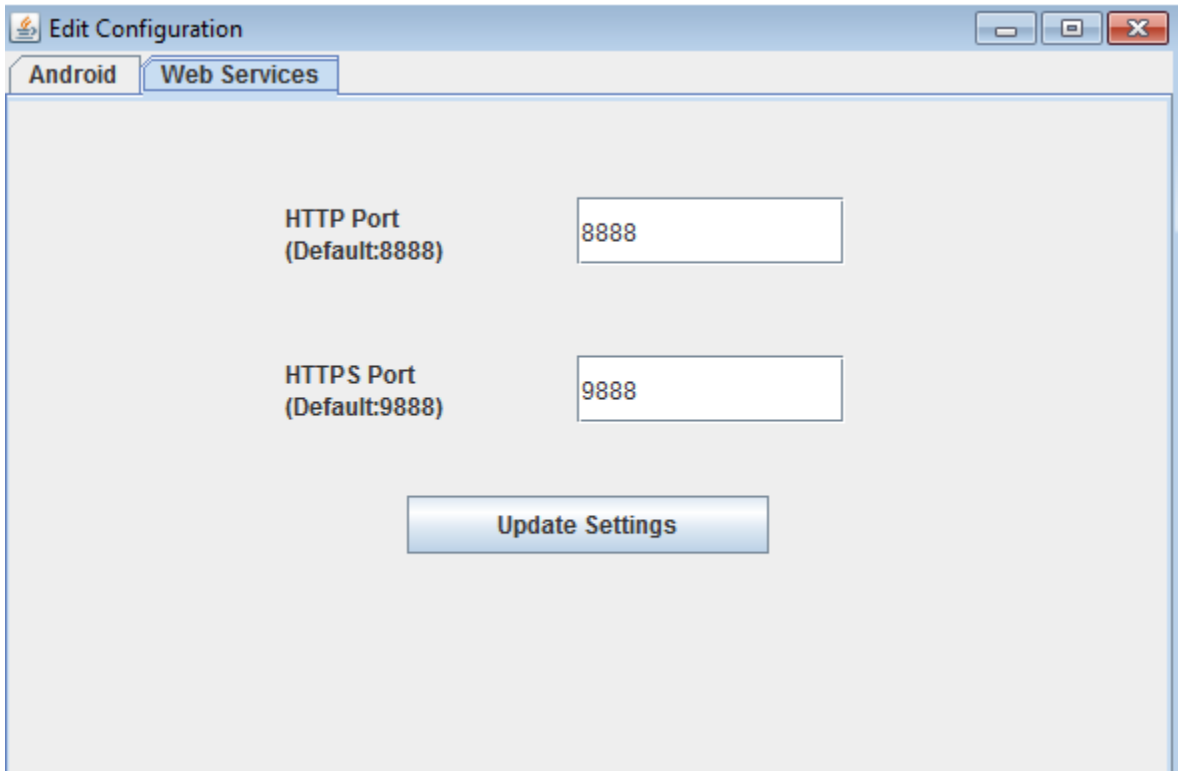 Edit Configuration
Android
Web Services
HTTP Port
(Default:8888)
8888
HTTPS Port
(Default:9888)
9888
Update Settings